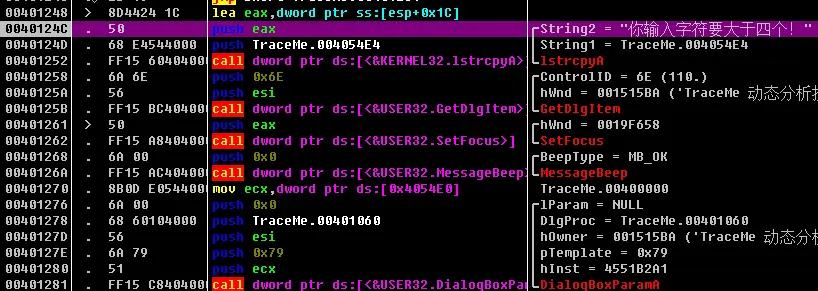 00401248 > 8D4424 1C lea eax,dword ptr ss:[esp+0x1C]
0040124C . 50 push eax ┌String2 = "你输入字符要大于四个！"
0040124D . 68 E4544000 push TraceMe.004054E4 │String1 = TraceMe.004054E4
00401252 . FF15 60404000 call dword ptr ds:[<&KERNEL32.lstrcpyA>] └lstrcpyA
00401258 . 6A 6E push 0x6E ┌ControlID = 6E (110.)
0040125A . 56 push esi │hWnd = 001515BA ('TraceMe 动态分析
0040125B . FF15 BC404000 call dword ptr ds:[<&USER32.GetDlgItem>] └GetDlgItem
00401261 > 50 push eax ┌hWnd = 0019F658
00401262 . FF15 A8404000 call dword ptr ds:[<&USER32.SetFocus>] └SetFocus
00401268 . 6A 00 push 0x0 ┌BeepType = MB_OK
0040126A . FF15 AC404000 call dword ptr ds:[<&USER32.MessageBeep>] └MessageBeep
00401270 . 8B0D E0544000 mov ecx,dword ptr ds:[0x4054E0] TraceMe.00400000
00401276 . 6A 00 push 0x0 ┌lParam = NULL
00401278 . 68 60104000 push TraceMe.00401060 │DlgProc = TraceMe.00401060
0040127D . 56 push esi │hOwner = 001515BA ('TraceMe 动态分析
0040127E . 6A 79 push 0x79 │pTemplate = 0x79
00401280 . 51 push ecx │hInst = 4551B2A1
00401281 . FF15 C8404000 call dword ptr ds:[<&USER32.DialogBoxPara └DialogBoxParamA